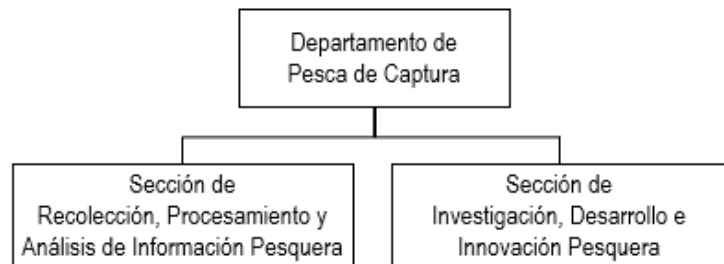 Departamento de
Pesca de Captura
Sección de
Recolección, Procesamiento y
Análisis de Información Pesquera
Sección de
Investigación, Desarrollo e
Innovación Pesquera